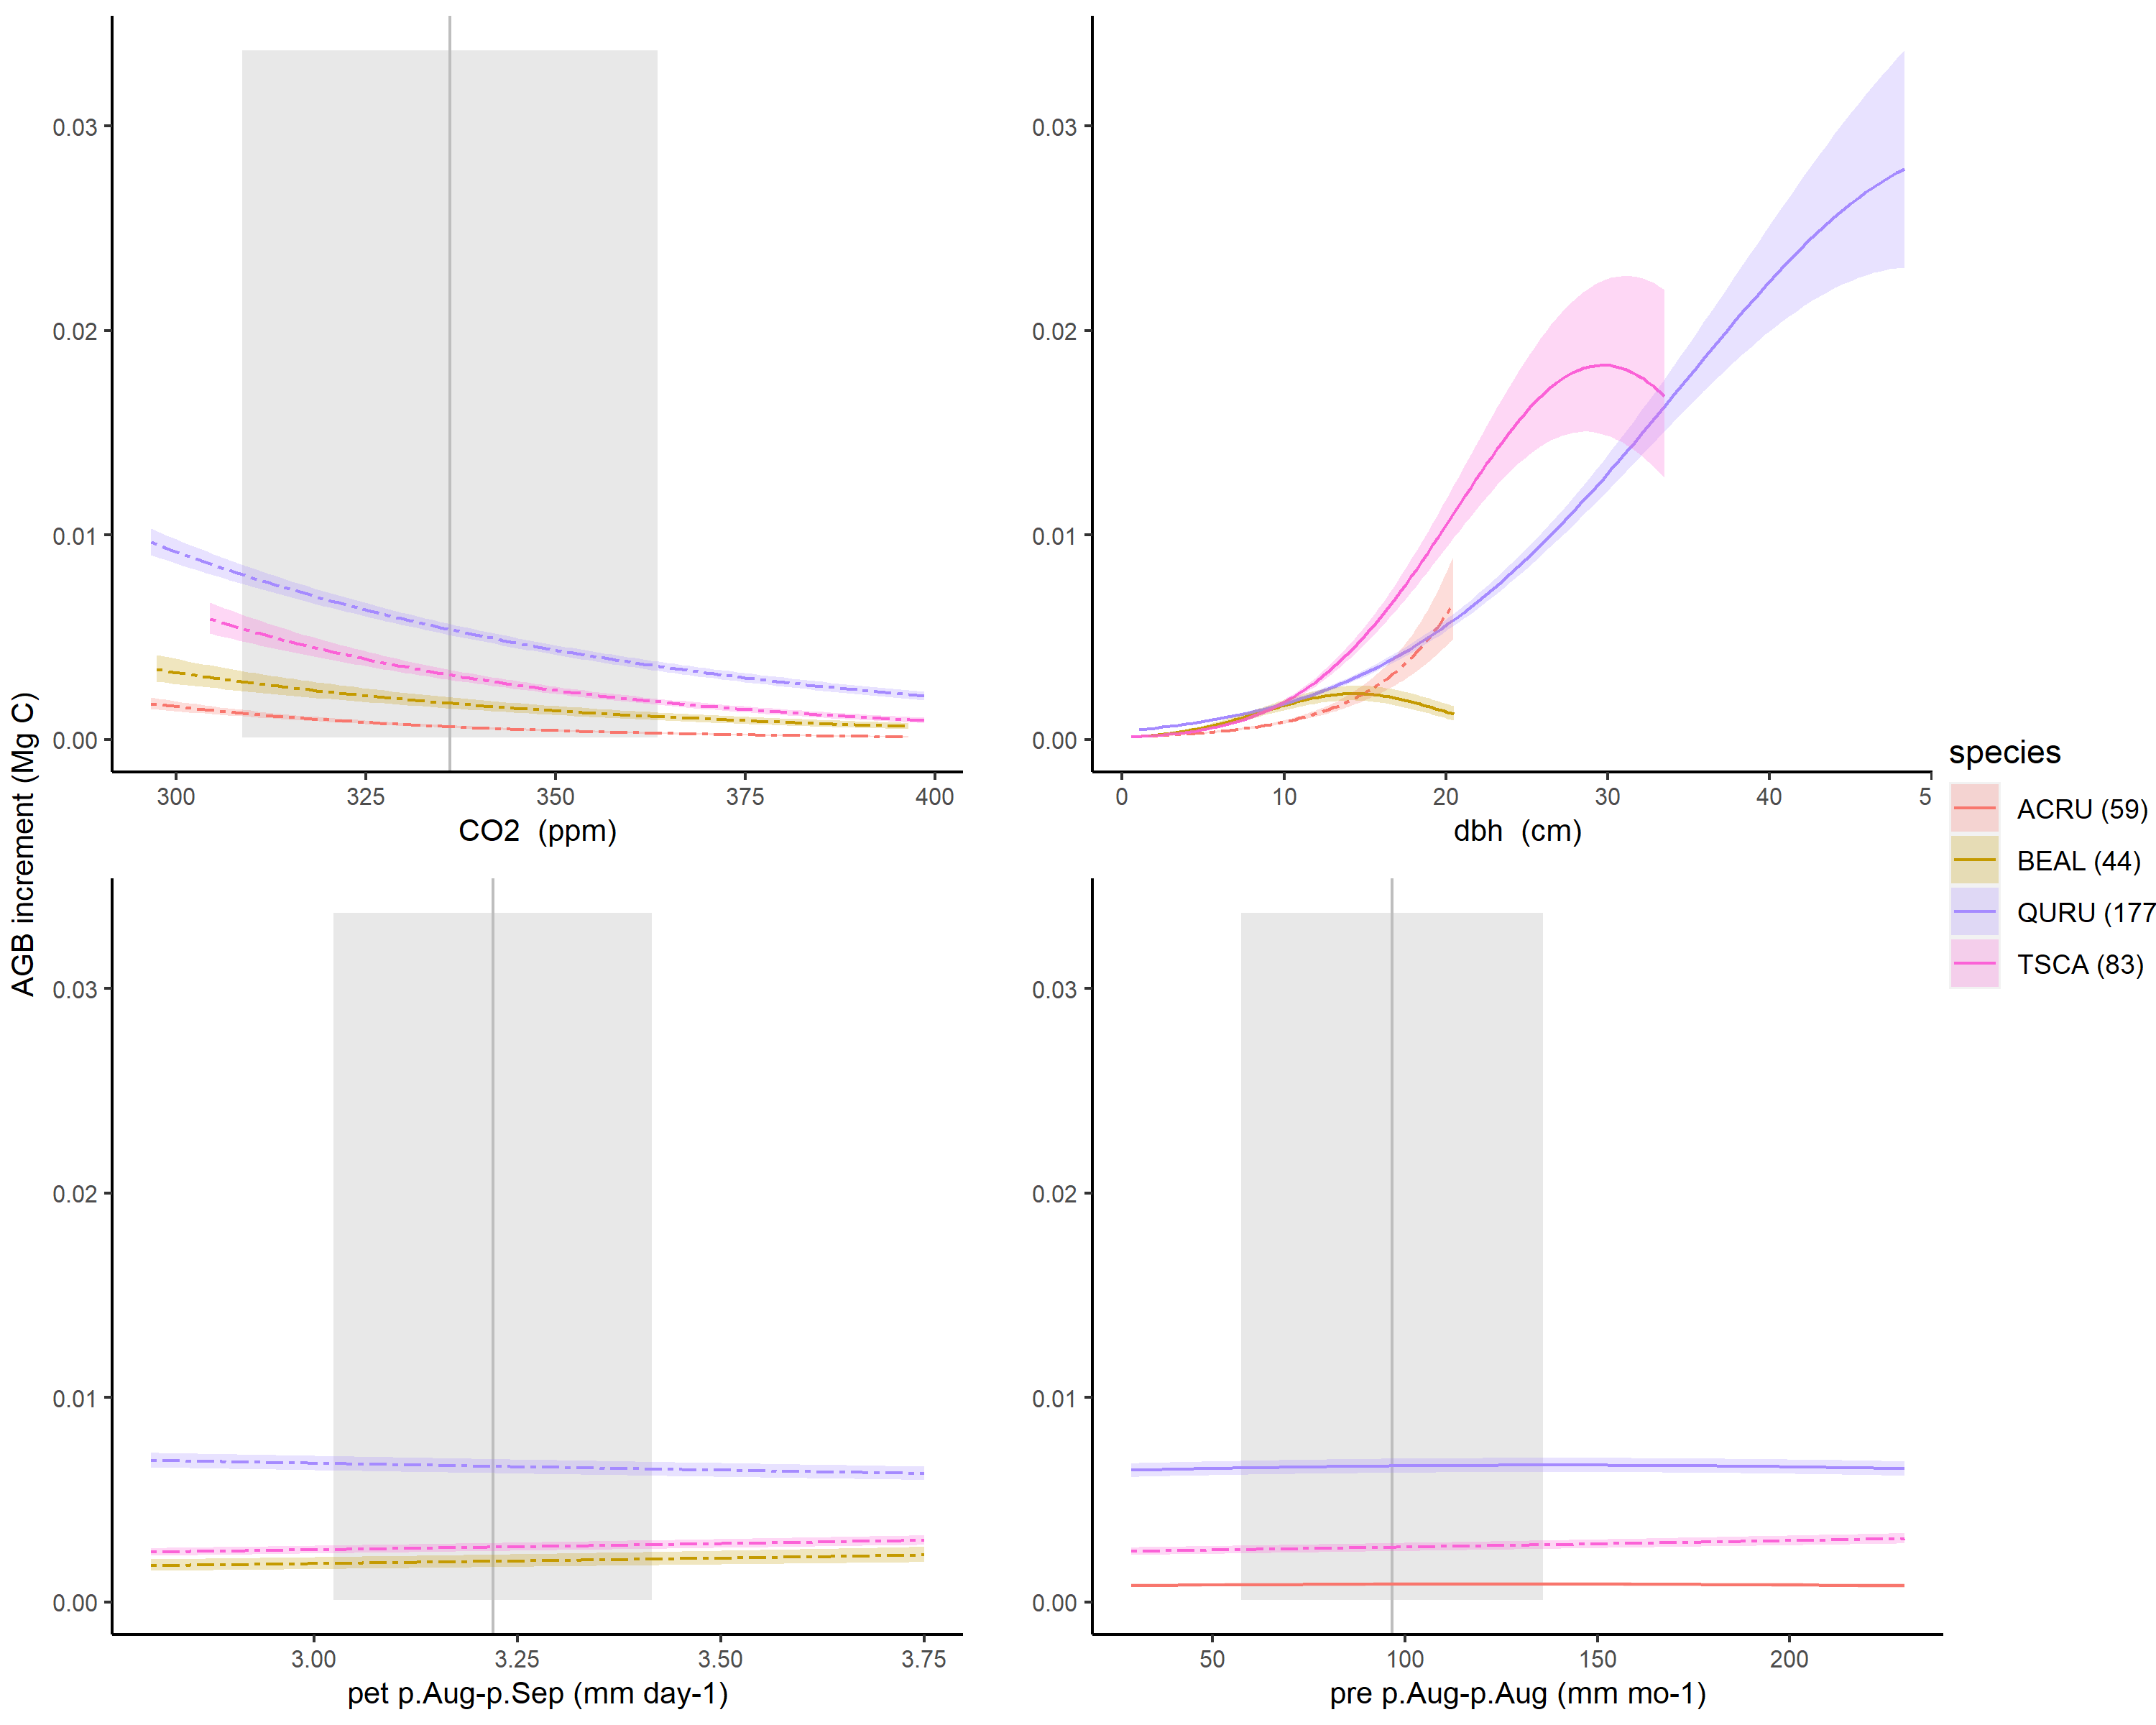 AGB increment (Mg C)
0.03
0.02
0.01
0.00
300 325 350 375 400
CO2 (ppm)
0.03
0.02
0.01
0.00
0 10 20 30 40 5
dbh (cm)
0.03
0.02
0.01
0.00
3.00 3.25 3.50 3.75
pet p.Aug-p.Sep (mm day-1)
0.03
0.02
0.01
0.00
50 100 150 200
pre p.Aug-p.Aug (mm mo-1)
species
ACRU (59)
BEAL (44)
QURU (177
TSCA (83)